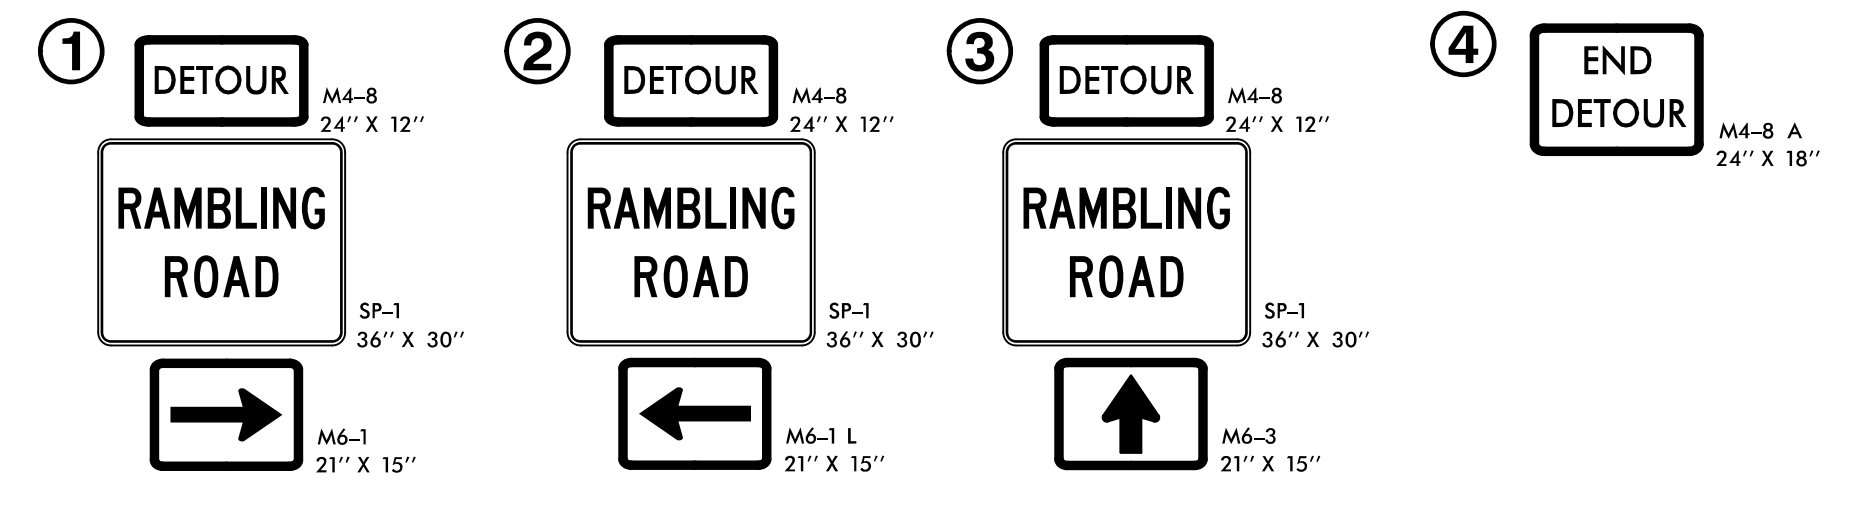 1
DETOUR
M4–8
24'' X 12''
RAMBLING
ROAD
SP–1
36'' X 30''
M6–1
21'' X 15''
2
DETOUR
M4–8
24'' X 12''
RAMBLING
ROAD
SP–1
36'' X 30''
M6–1 L
21'' X 15''
3
DETOUR
M4–8
24'' X 12''
RAMBLING
ROAD
SP–1
36'' X 30''
M6–3
21'' X 15''
4
END
DETOUR
M4–8 A
24'' X 18''